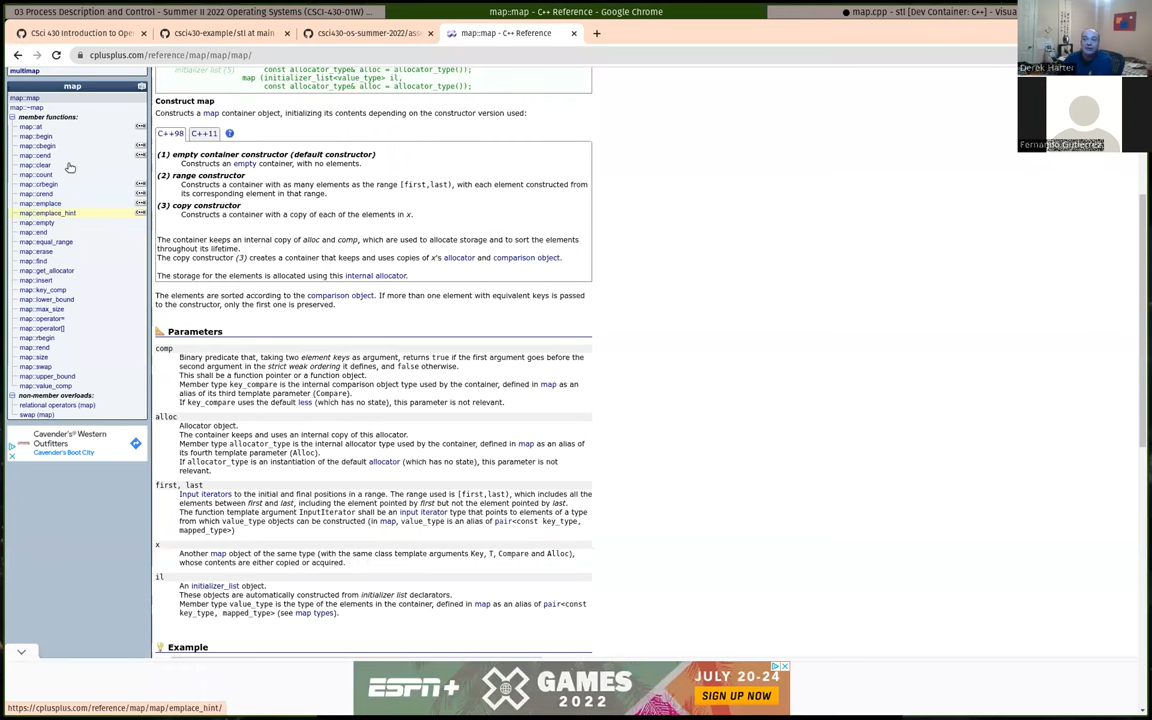 03 Process Description and Control - Summer II 2022 Operating Systems (CSci-430-01W) ...
map::map - C++ Reference - Google Chrome
● map.cpp - stl [Dev Container: C++] - Visua
CSci 430 Introduction to Ope
csci430-example/stl at main
csci430-os-summer-2022/ass
map::map - C++ Reference
cplusplus.com/reference/map/map/map/
multimap
map
map::map
map::~map
member functions:
map::at
map::begin
map::cbegin
map::cend
map::clear
map::count
map::crbegin
map::crend
map::emplace
map::emplace_hint
map::empty
map::end
map::equal_range
map::erase
map::find
map::get_allocator
map::insert
map::key_comp
map::lower_bound
map::max_size
map::operator=
map::operator[]
map::rbegin
map::rend
map::size
map::swap
map::upper_bound
map::value_comp
non-member overloads:
relational operators (map)
swap (map)
Cavender's® Western
Outfitters
Cavender's Boot City
const allocator_type& alloc = allocator_type());
initializer list (5)
map (initializer_list<value_type> il,
const allocator_type& alloc = allocator_type());
Construct map
Constructs a map container object, initializing its contents depending on the constructor version used:
C++98
C++11
?
(1) empty container constructor (default constructor)
Constructs an empty container, with no elements.
(2) range constructor
Constructs a container with as many elements as the range [first,last), with each element constructed from
its corresponding element in that range.
(3) copy constructor
Constructs a container with a copy of each of the elements in x.
The container keeps an internal copy of alloc and comp, which are used to allocate storage and to sort the elements
throughout its lifetime.
The copy constructor (3) creates a container that keeps and uses copies of x's allocator and comparison object.
The storage for the elements is allocated using this internal allocator.
The elements are sorted according to the comparison object. If more than one element with equivalent keys is passed
to the constructor, only the first one is preserved.
Parameters
comp
Binary predicate that, taking two element keys as argument, returns true if the first argument goes before the
second argument in the strict weak ordering it defines, and false otherwise.
This shall be a function pointer or a function object.
Member type key_compare is the internal comparison object type used by the container, defined in map as an
alias of its third template parameter (Compare).
If key_compare uses the default less (which has no state), this parameter is not relevant.
alloc
Allocator object.
The container keeps and uses an internal copy of this allocator.
Member type allocator_type is the internal allocator type used by the container, defined in map as an alias of
its fourth template parameter (Alloc).
If allocator_type is an instantiation of the default allocator (which has no state), this parameter is not
relevant.
first, last
Input iterators to the initial and final positions in a range. The range used is [first,last), which includes all the
elements between first and last, including the element pointed by first but not the element pointed by last.
The function template argument InputIterator shall be an input iterator type that points to elements of a type
from which value_type objects can be constructed (in map, value_type is an alias of pair<const key_type,
mapped_type>)
x
Another map object of the same type (with the same class template arguments Key, T, Compare and Alloc),
whose contents are either copied or acquired.
il
An initializer_list object.
These objects are automatically constructed from initializer list declarators.
Member type value_type is the type of the elements in the container, defined in map as an alias of pair<const
key_type, mapped_type> (see map types).
Example
https://cplusplus.com/reference/map/map/emplace_hint/
ESPN+
X GAMES
2022
JULY 20-24
SIGN UP NOW
Derek Harter
Fernando Gutierrez